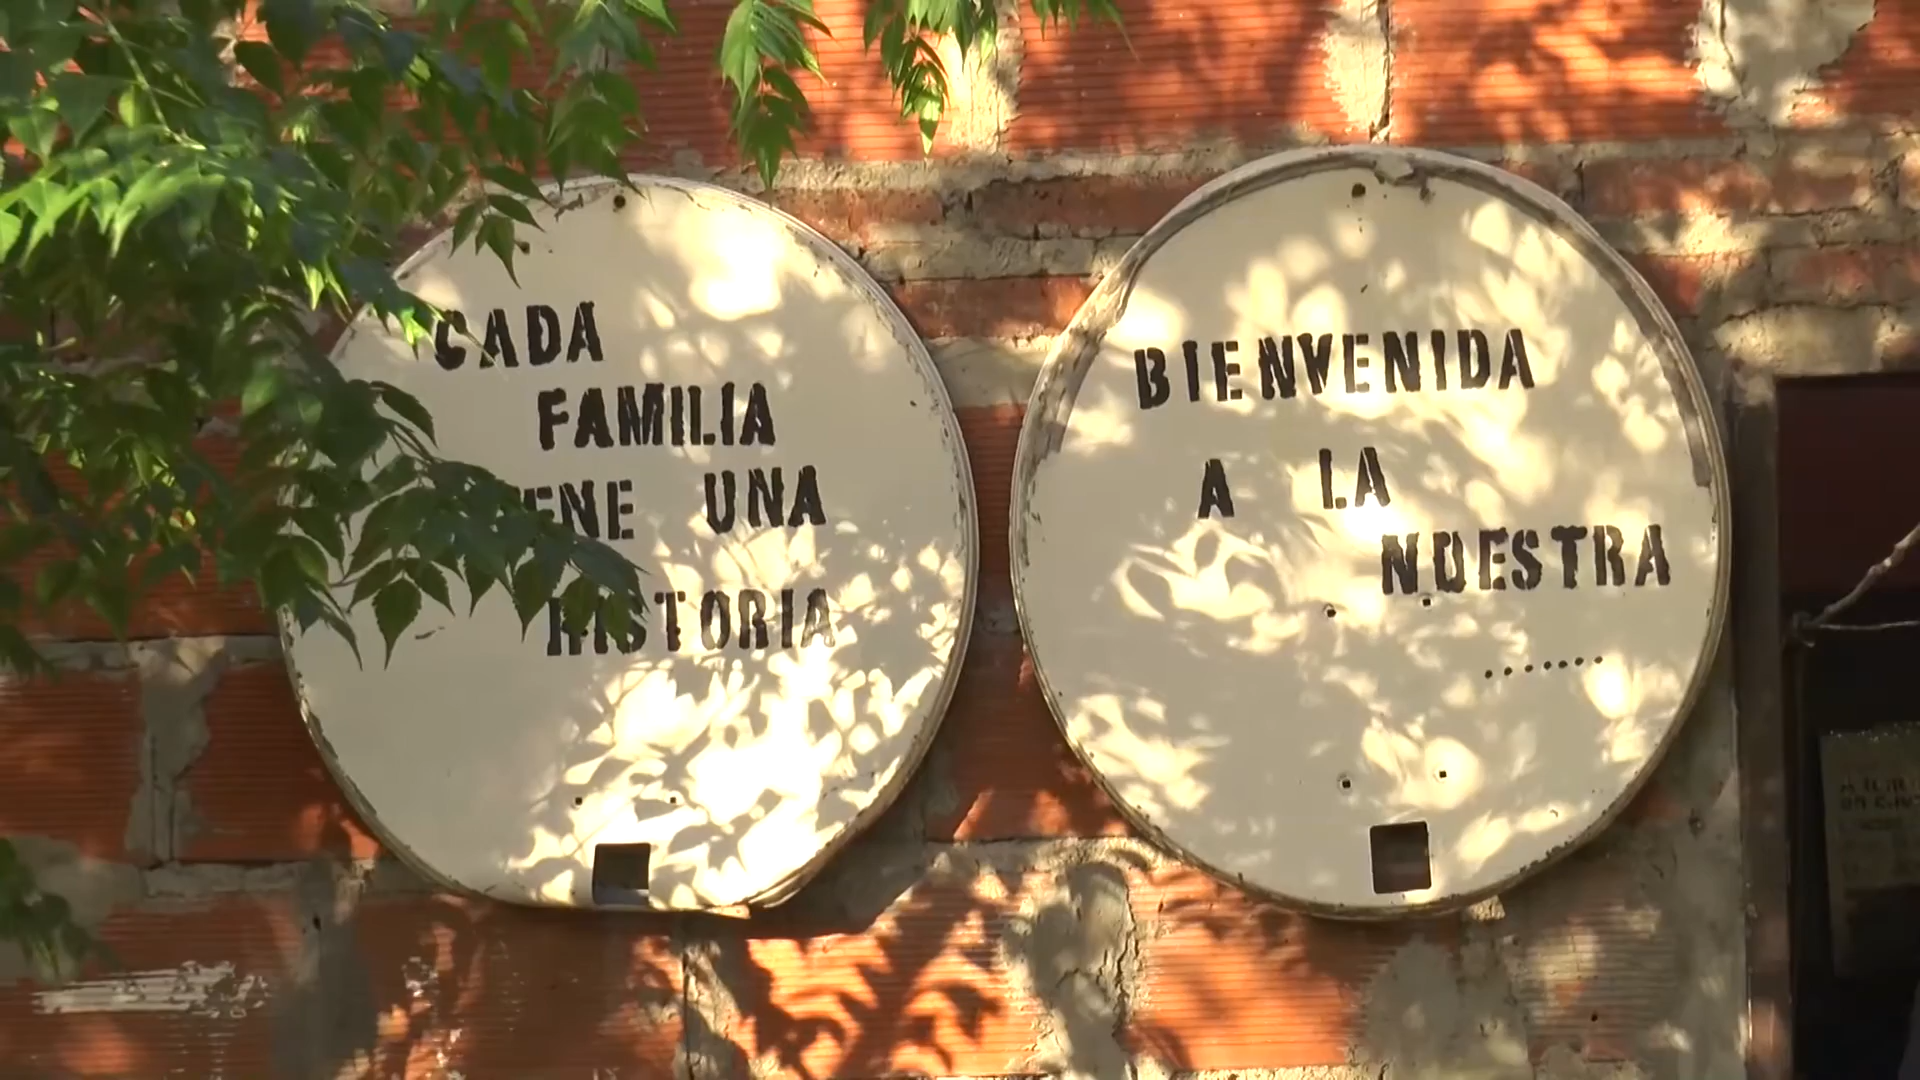 CADA
FAMILIA
ENE UNA
HISTORIA
BIENVENIDA
A LA
NUESTRA
.......